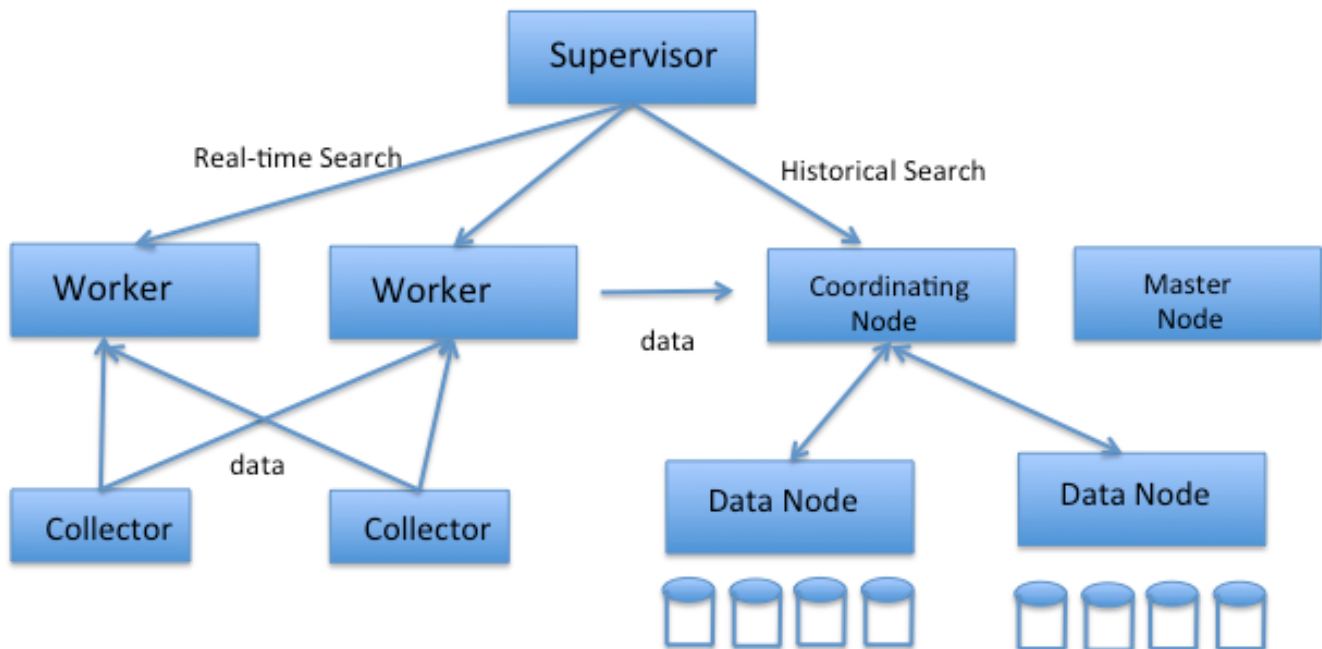 Supervisor
Real-time Search
Historical Search
Worker
Worker
Coordinating
Node
Master
Node
data
data
Collector
Collector
Data Node
Data Node